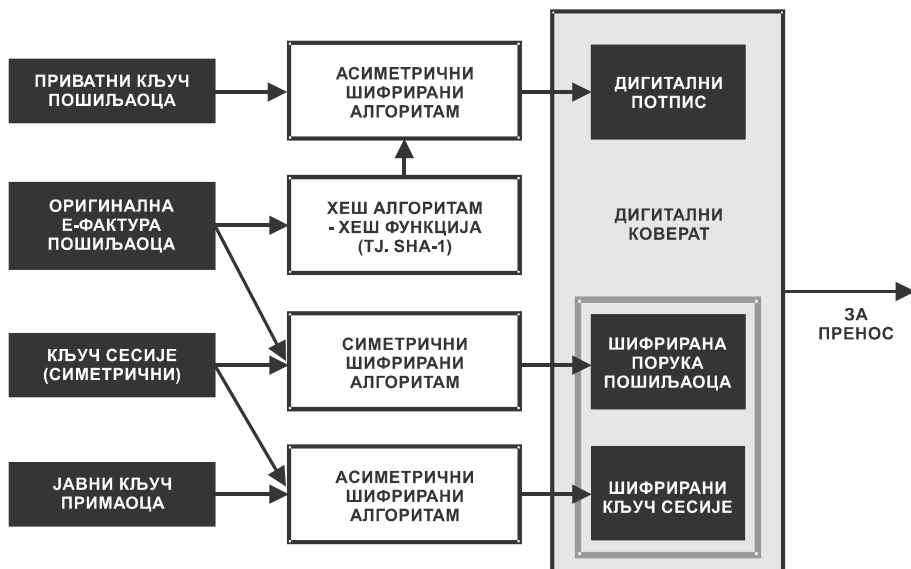 ПРИВАТНИ КЉУЧ
ПОШИЉАОЦА
АСИМЕТРИЧНИ
ШИФРИРАНИ
АЛГОРИТАМ
ДИГИТАЛНИ
ПОТПИС
ОРИГИНАЛНА
Е-ФАКТУРА
ПОШИЉАОЦА
ХЕШ АЛГОРИТАМ
- ХЕШ ФУНКЦИЈА
(ТЈ. SHA-1)
ДИГИТАЛНИ
КОВЕРАТ
КЉУЧ СЕСИЈЕ
(СИМЕТРИЧНИ)
СИМЕТРИЧНИ
ШИФРИРАНИ
АЛГОРИТАМ
ШИФРИРАНА
ПОРУКА
ПОШИЉАОЦА
ЗА
ПРЕНОС
ЈАВНИ КЉУЧ
ПРИМАОЦА
АСИМЕТРИЧНИ
ШИФРИРАНИ
АЛГОРИТАМ
ШИФРИРАНИ
КЉУЧ СЕСИЈЕ